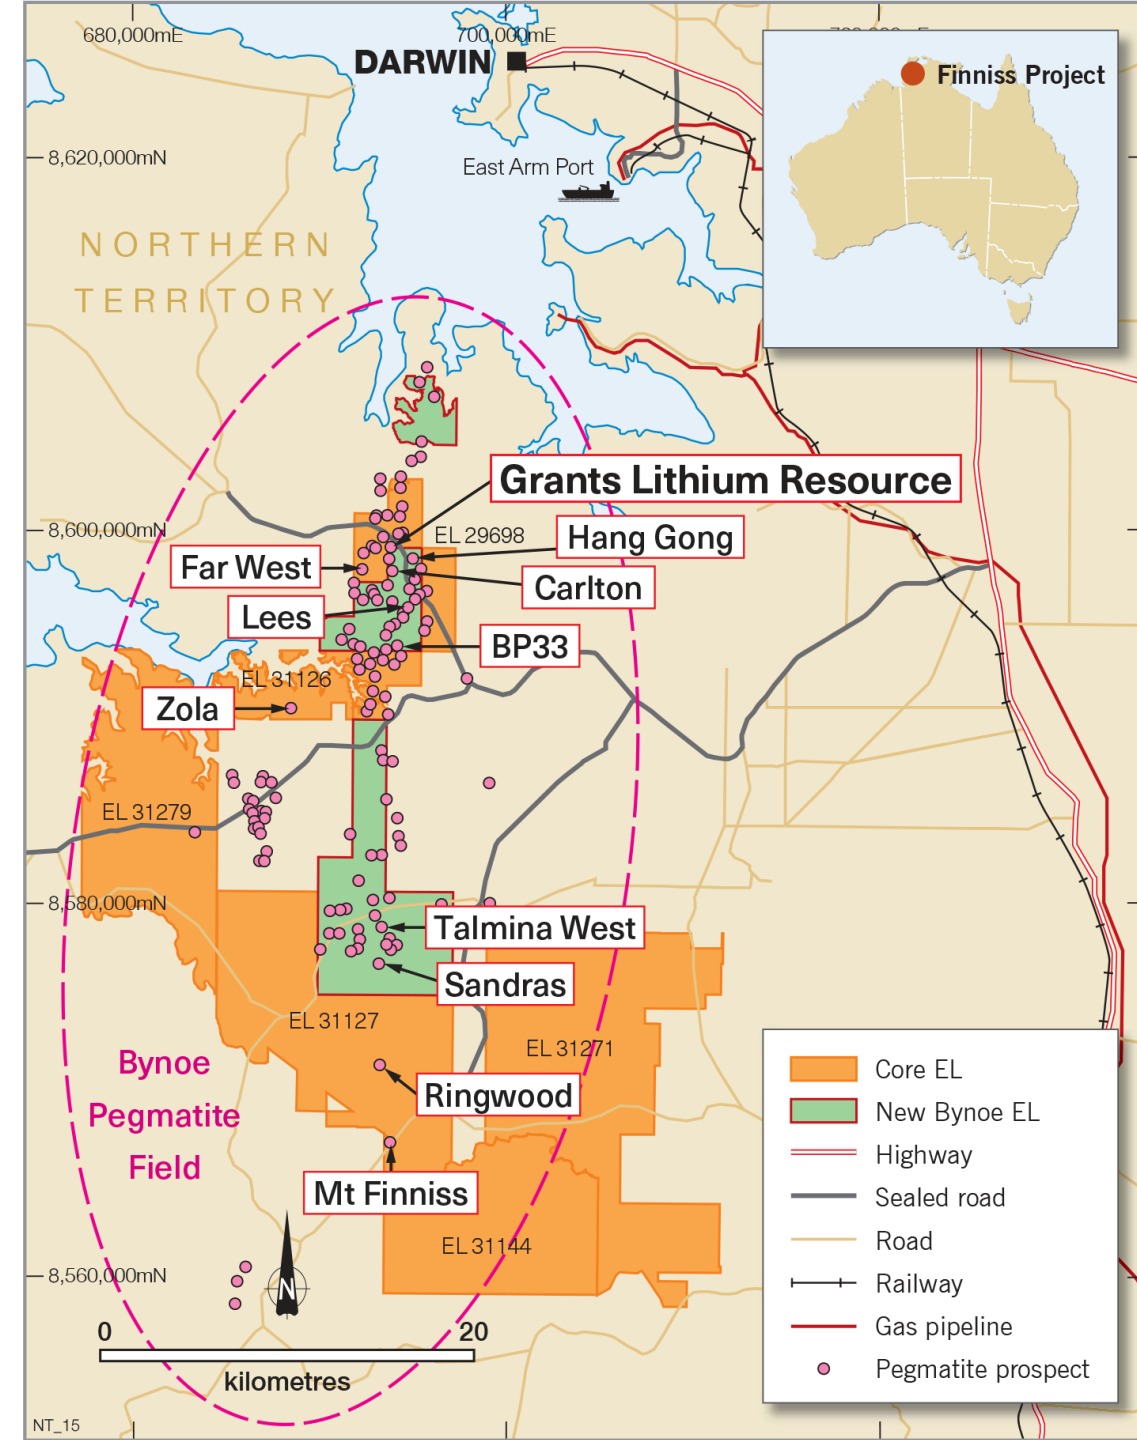 680,000mE
700,000mE
DARWIN
Finniss Project
8,620,000mN
East Arm Port
NORTHERN
TERRITORY
Grants Lithium Resource
8,600,000mN
EL 29698
Hang Gong
Far West
Carlton
Lees
BP33
EL 31126
Zola
EL 31279
8,580,000mN
Talmina West
Sandras
EL 31127
EL 31271
Bynoe
Pegmatite
Field
Ringwood
Mt Finniss
EL 31144
8,560,000mN
N
0 20
kilometres
NT_15
Core EL
New Bynoe EL
Highway
Sealed road
Road
Railway
Gas pipeline
Pegmatite prospect